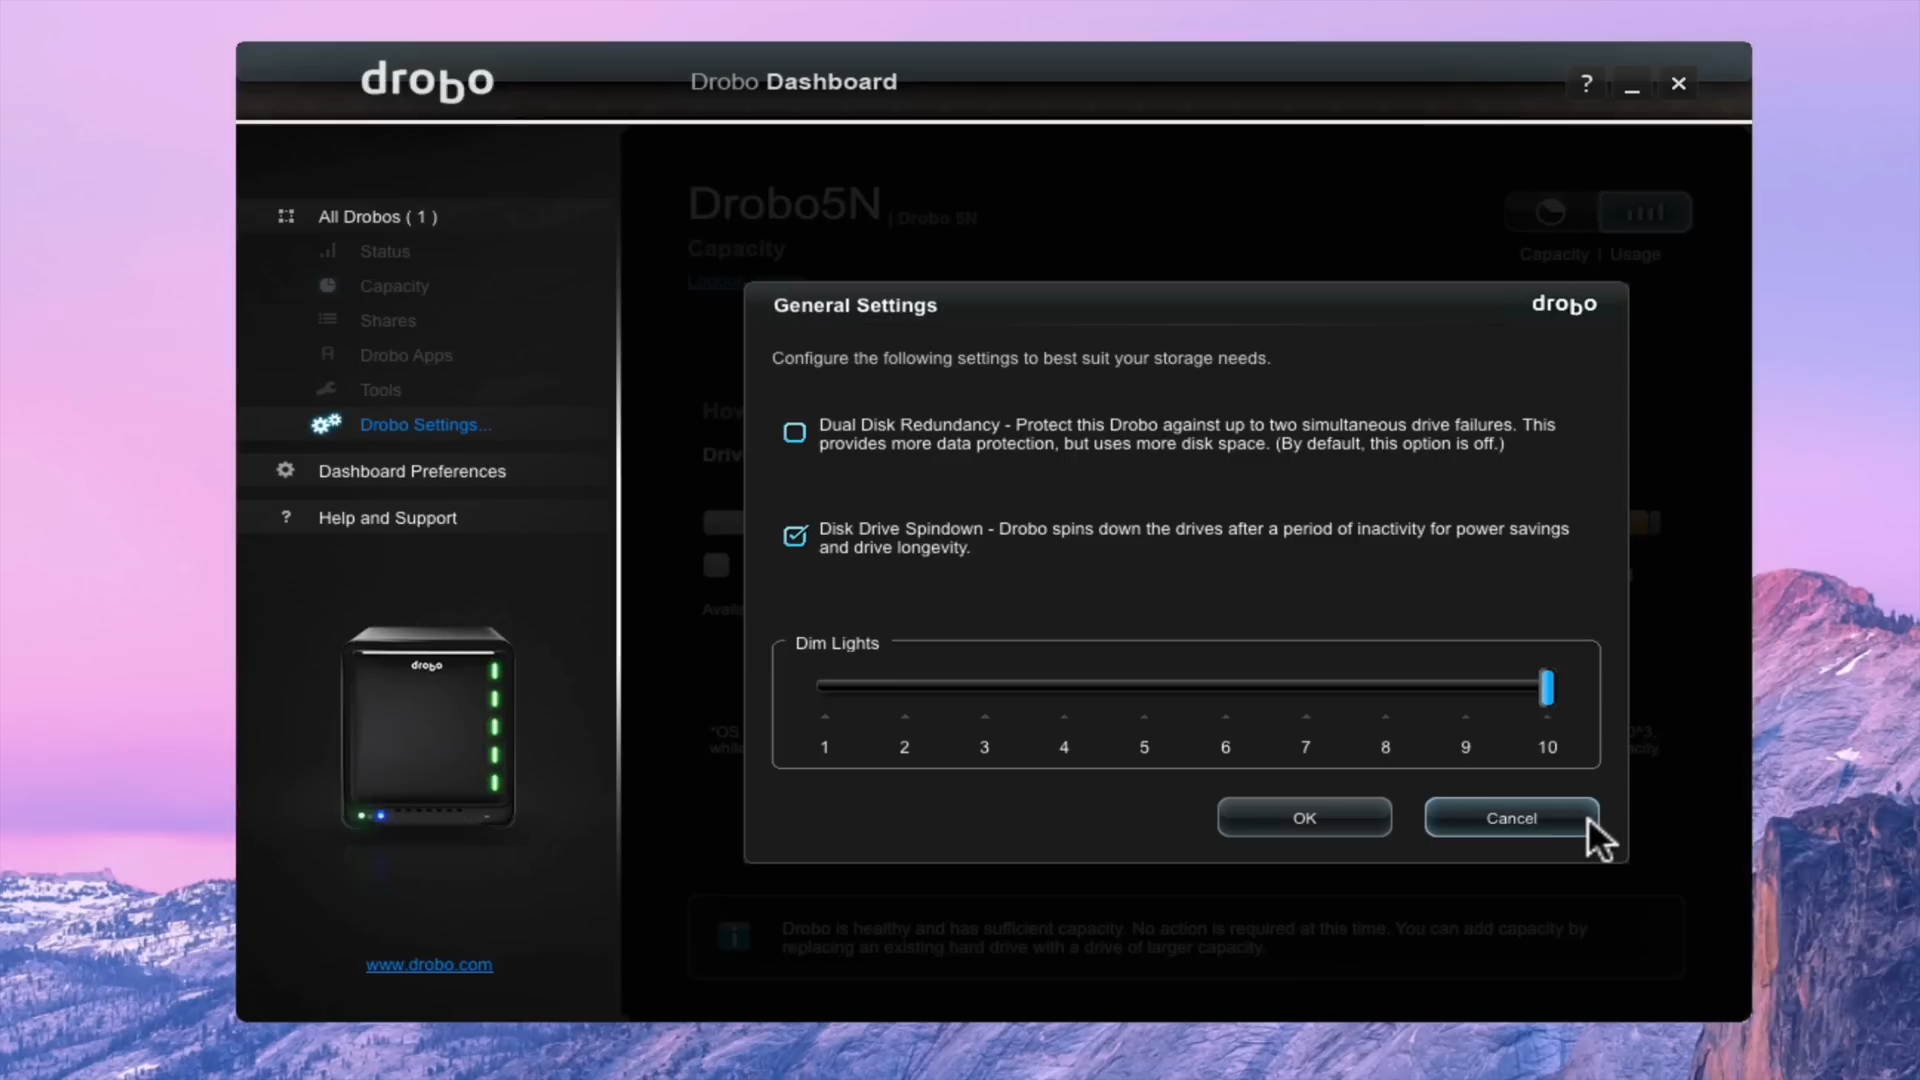 drobo
Drobo Dashboard
?
All Drobos ( 1 )
Status
Capacity
Shares
Drobo Apps
Tools
Drobo Settings...
Dashboard Preferences
? Help and Support
drobo
www.drobo.com
Drobo5N | Drobo 5N
Capacity
Capacity | Usage
General Settings
drobo
Configure the following settings to best suit your storage needs.
Dual Disk Redundancy - Protect this Drobo against up to two simultaneous drive failures. This
provides more data protection, but uses more disk space. (By default, this option is off.)
Disk Drive Spindown - Drobo spins down the drives after a period of inactivity for power savings
and drive longevity.
Dim Lights
1 2 3 4 5 6 7 8 9 10
OK
Cancel
Drobo is healthy and has sufficient capacity. No action is required at this time. You can add capacity by
replacing an existing hard drive with a drive of larger capacity.